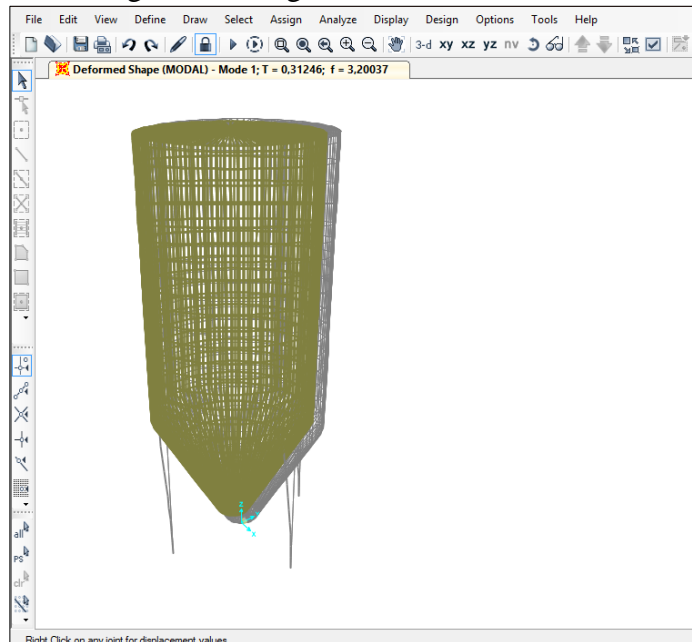 File Edit View Define Draw Select Assign Analyze Display Design Options Tools Help
3-d xy xz yz nv
Deformed Shape (MODAL) - Mode 1; T = 0,31246; f = 3,20037
all
PS
clr
Z
X
Right Click on any joint for displacement values